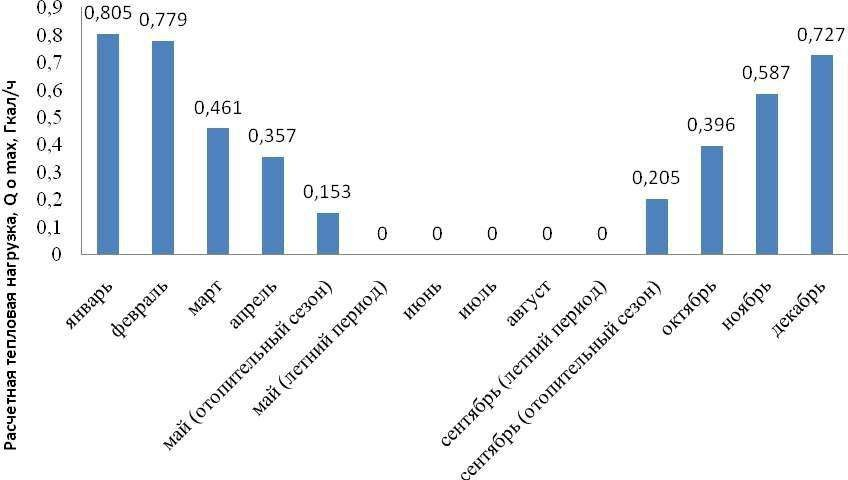 Расчетная тепловая нагрузка, Q o max, Гкал/ч
0,9
0,8
0,7
0,6
0,5
0,4
0,3
0,2
0,1
0
0,805
0,779
0,461
0,357
0,153
0
0
0
0
0
0,205
0,396
0,587
0,727
январь
февраль
март
апрель
май (отопительный сезон)
май (летний период)
июнь
июль
август
сентябрь (летний период)
сентябрь (отопительный сезон)
октябрь
ноябрь
декабрь